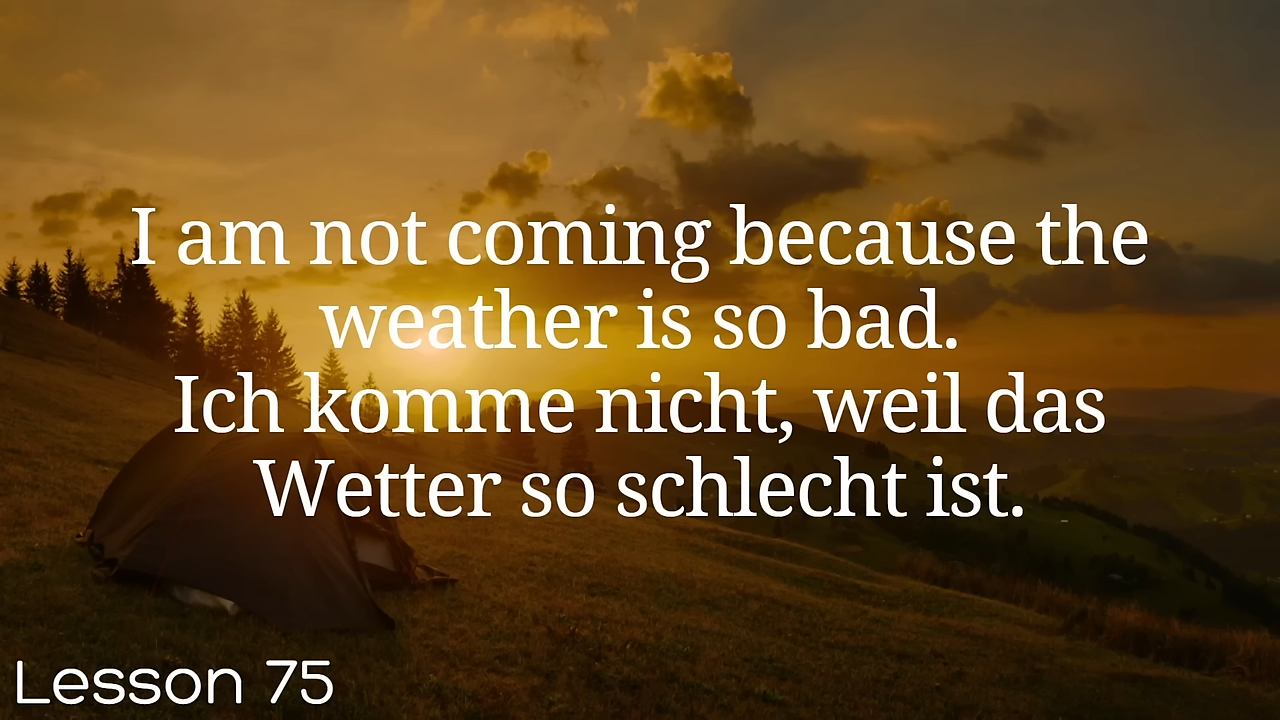 I am not coming because the
weather is so bad.
Ich komme nicht, weil das
Wetter so schlecht ist.
Lesson 75